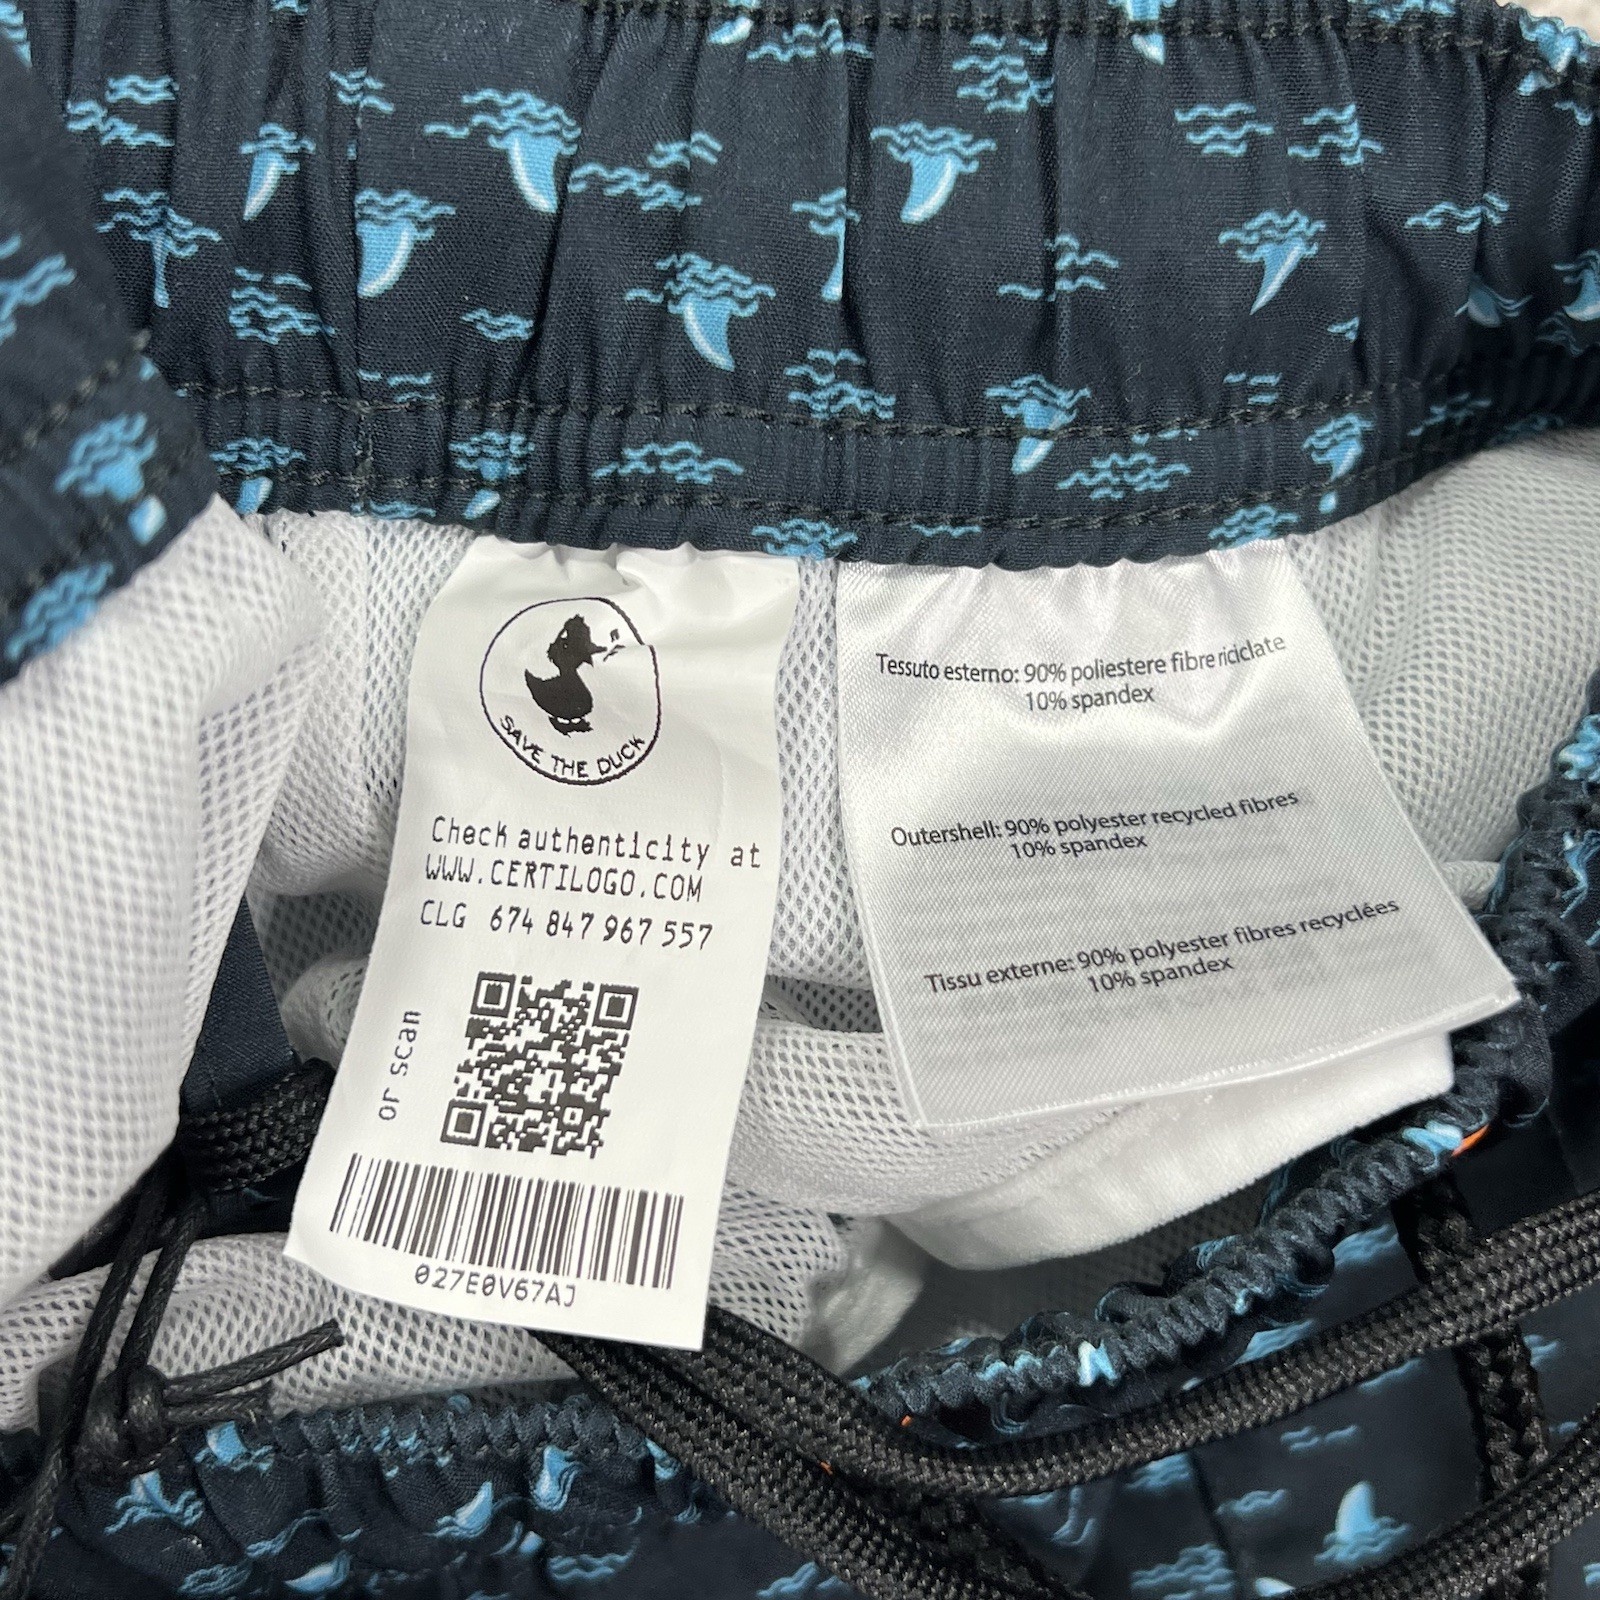 SAVE THE DUCK
Check authenticity at
WWW.CERTILOGO.COM
CLG 674 847 967 557
or scan
027E0V67AJ
Tessuto esterno: 90% poliestere fibre riciclate
10% spandex
Outershell: 90% polyester recycled fibres
10% spandex
Tissu externe: 90% polyester fibres recyclées
10% spandex